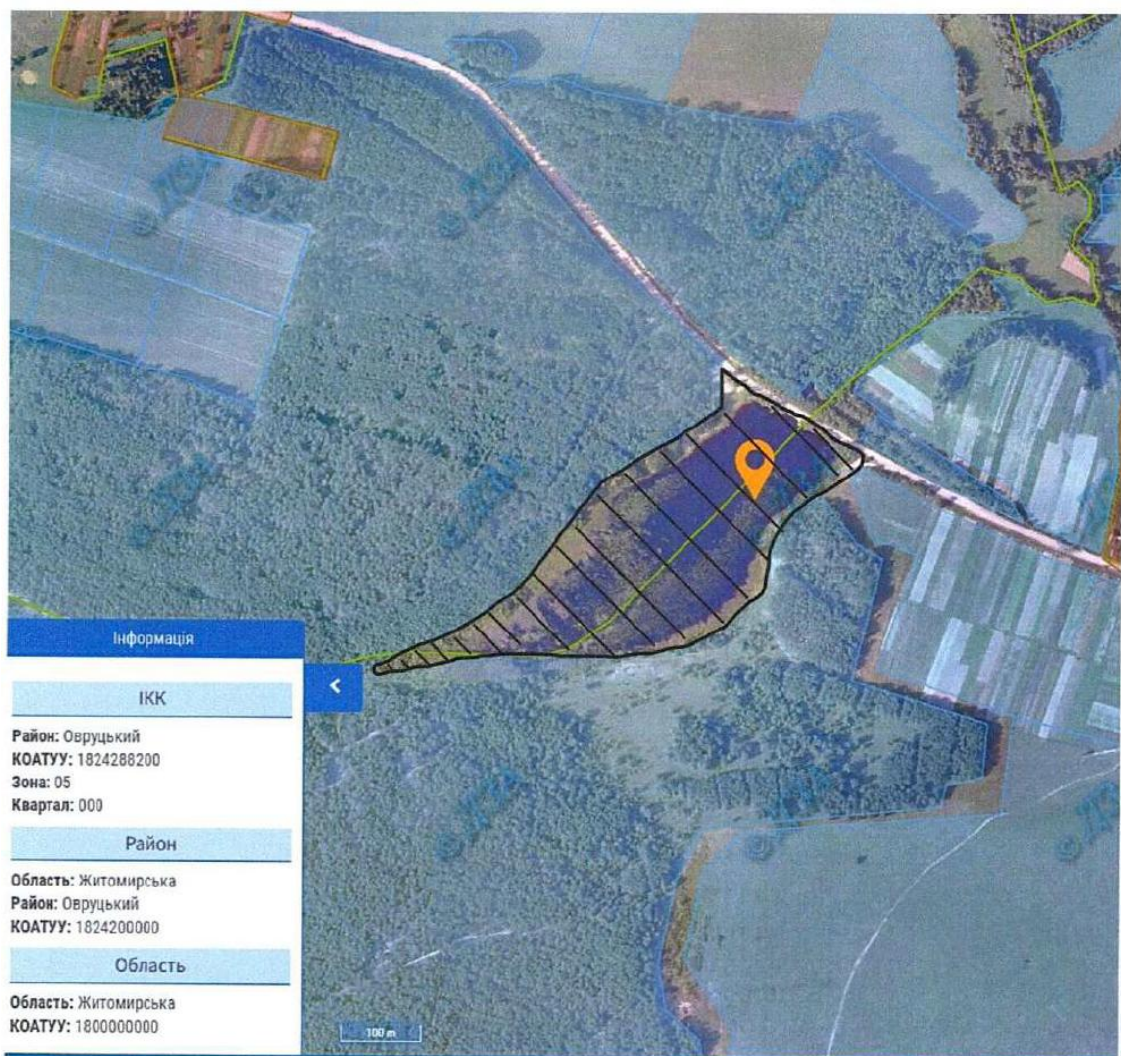 Інформація
ІКК
Район: Овруцький
КОАТУУ: 1824288200
Зона: 05
Квартал: 000
Район
Область: Житомирська
Район: Овруцький
КОАТУУ: 1824200000
Область
Область: Житомирська
КОАТУУ: 1800000000
100 m